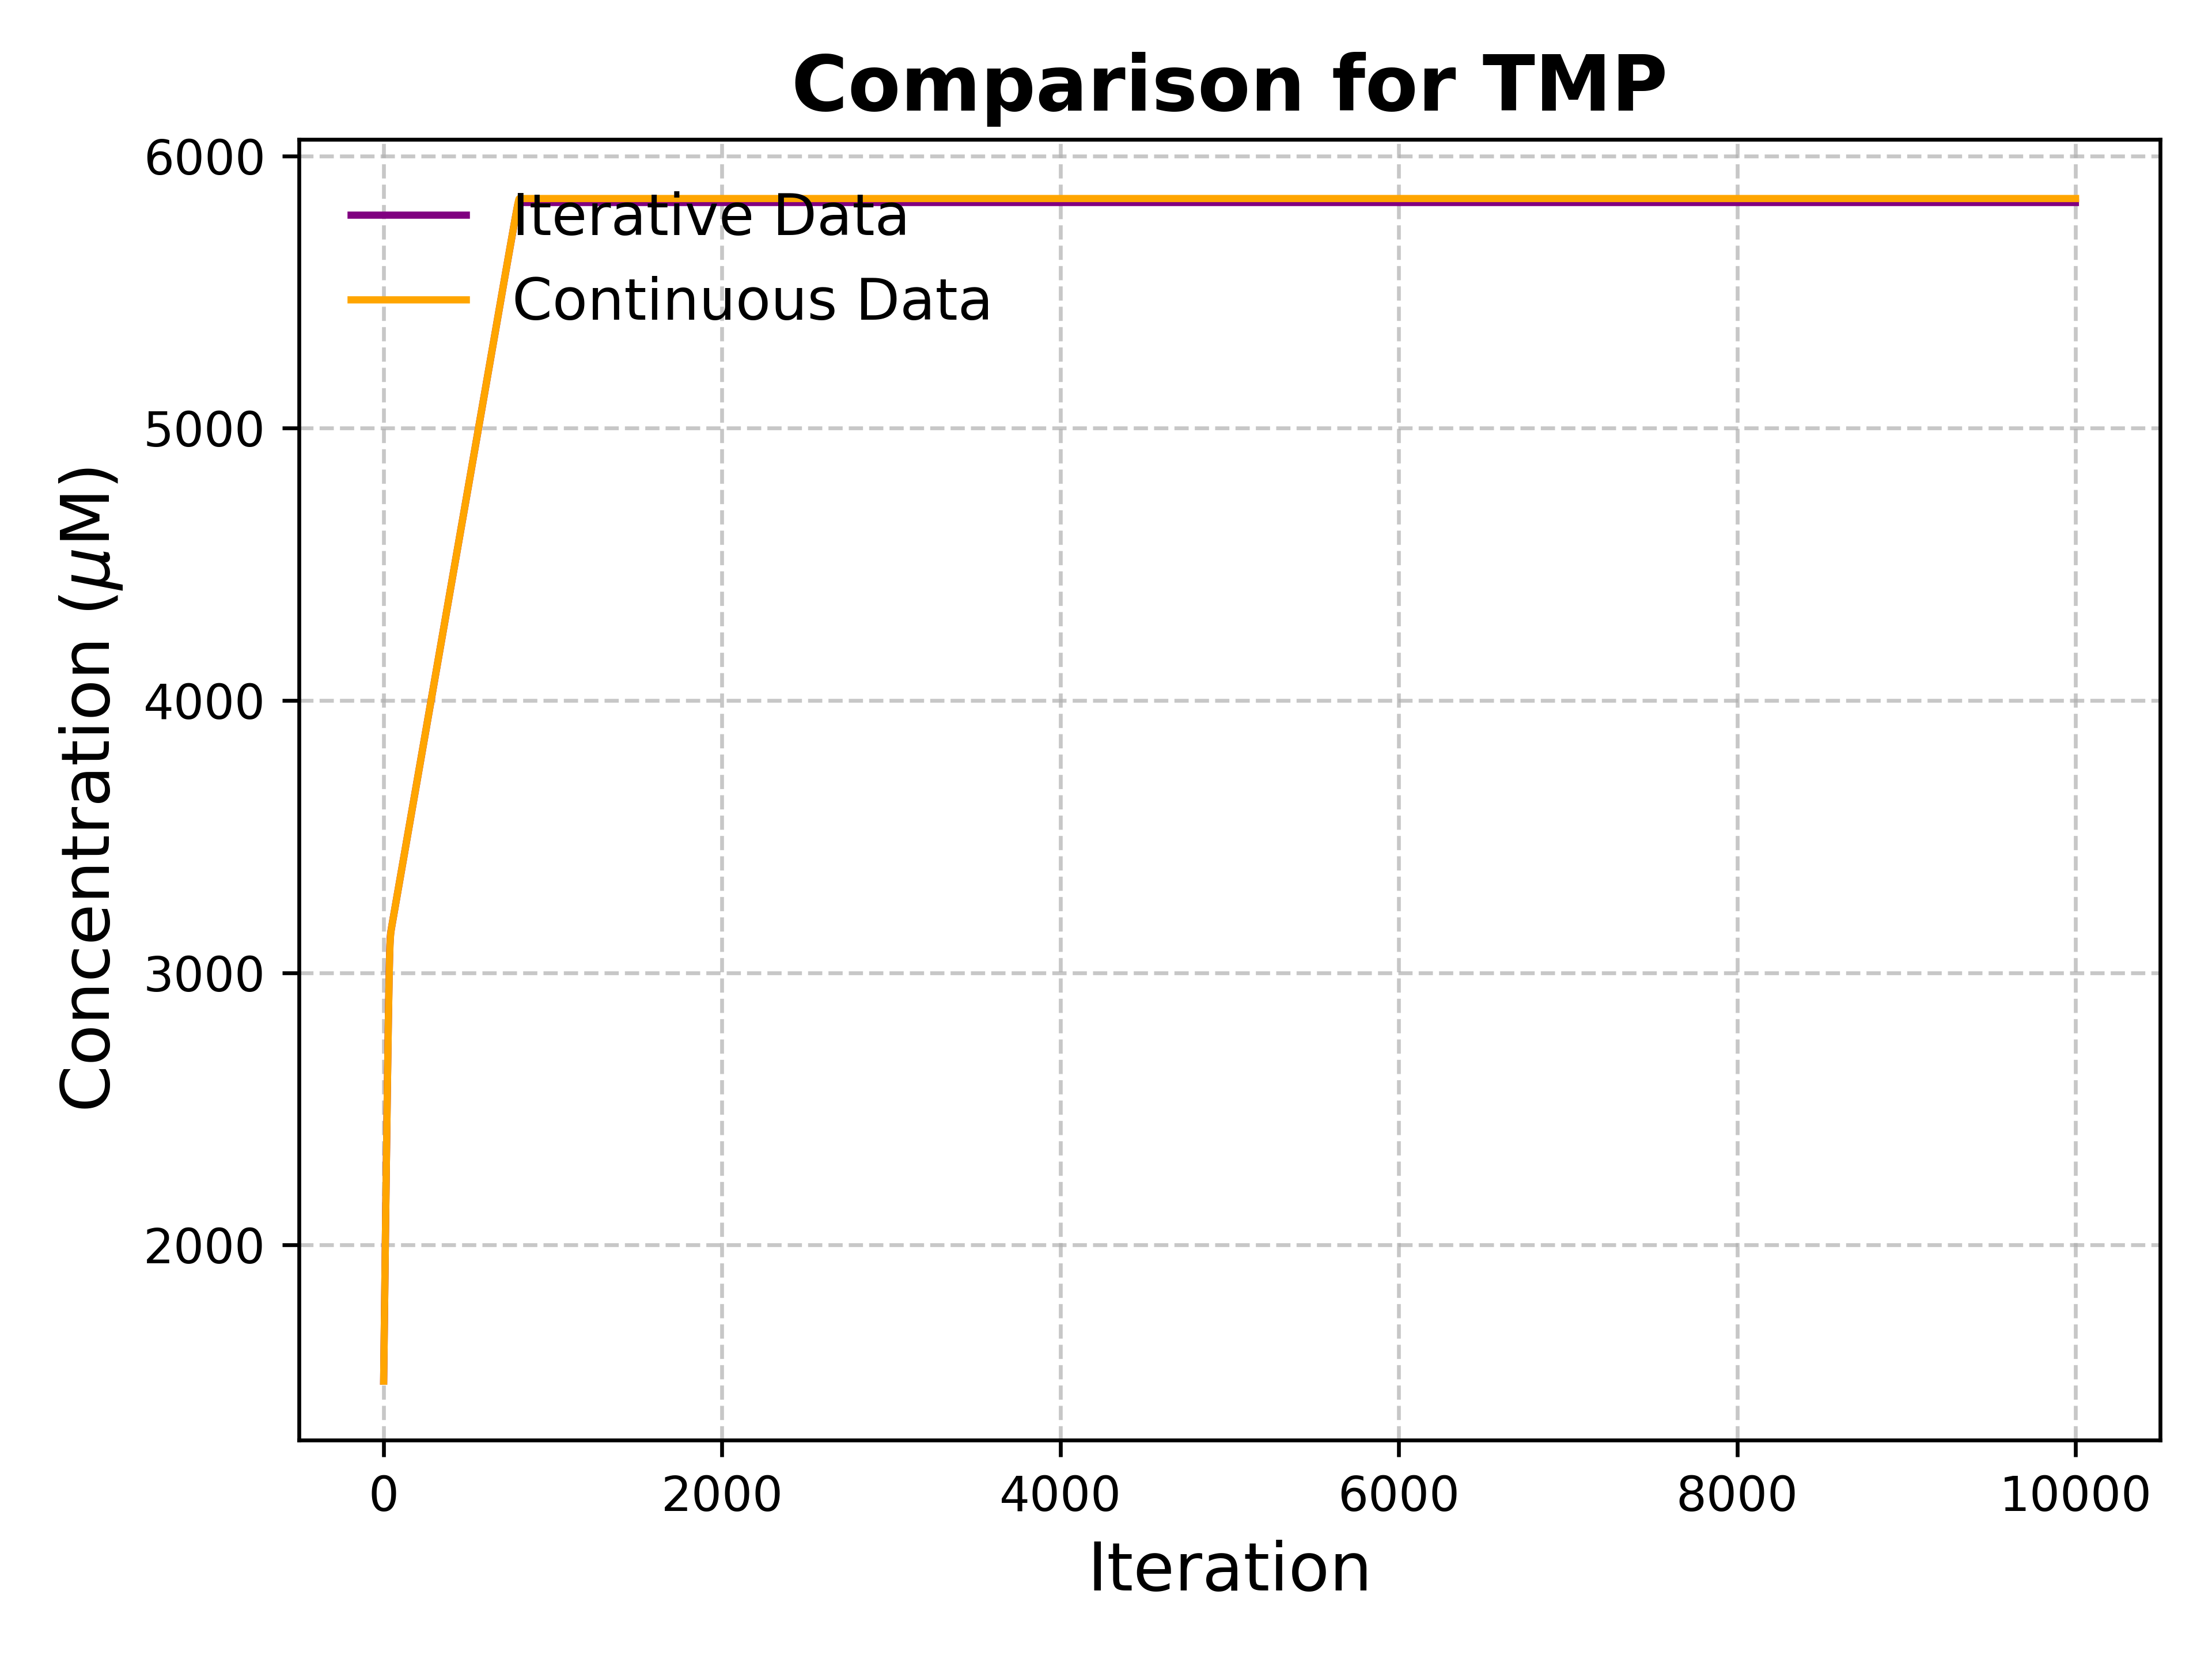 Comparison for TMP
6000
5000
4000
3000
2000
Concentration (μM)
Iterative Data
Continuous Data
0 2000 4000 6000 8000 10000
Iteration